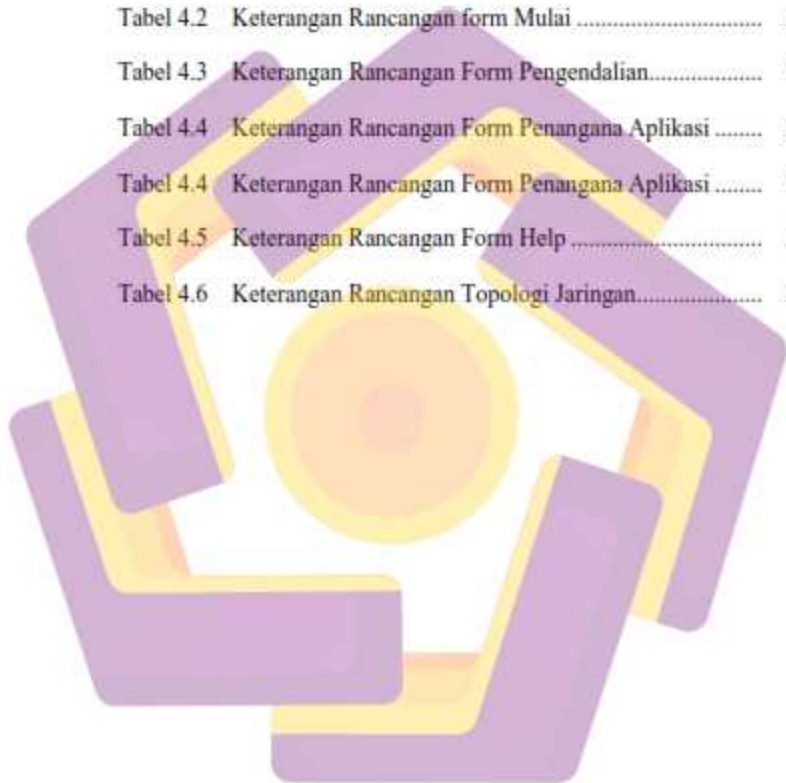 Tabel 4.2 Keterangan Rancangan form Mulai ................................
Tabel 4.3 Keterangan Rancangan Form Pengendalian...................
Tabel 4.4 Keterangan Rancangan Form Penangana Aplikasi ........
Tabel 4.4 Keterangan Rancangan Form Penangana Aplikasi ........
Tabel 4.5 Keterangan Rancangan Form Help ................................
Tabel 4.6 Keterangan Rancangan Topologi Jaringan.....................